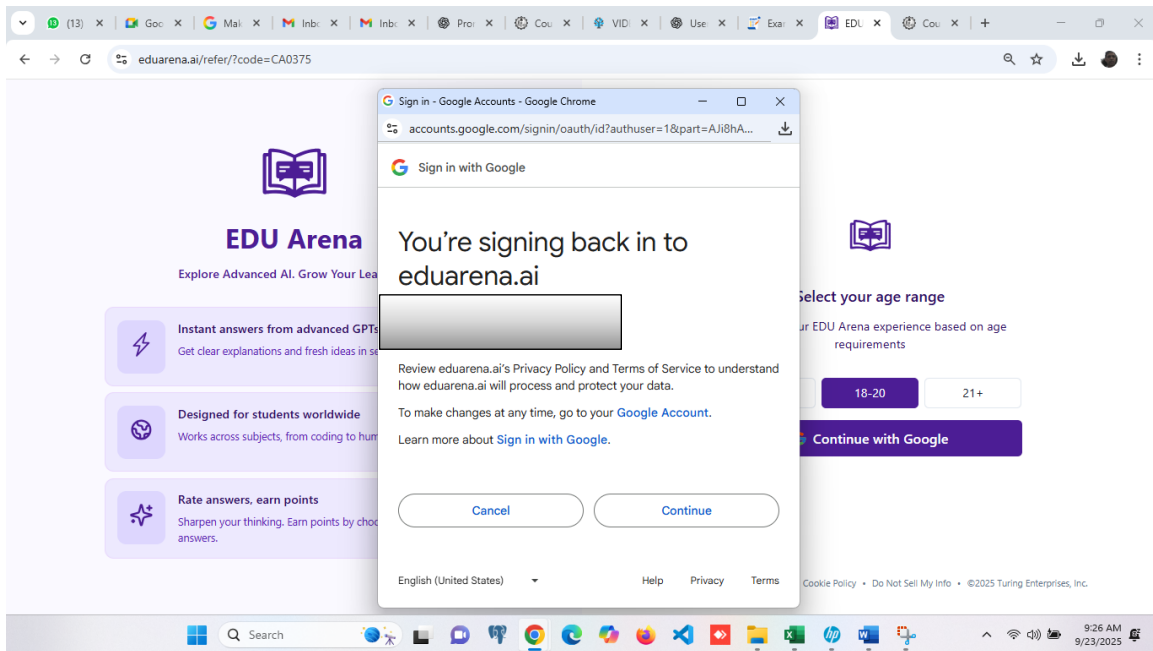 (13)
Goo
Mak
Inbc
Inbc
Pro
Cou
VID
Use
Exar
EDU
Cou
eduarena.ai/refer/?code=CA0375
EDU Arena
Explore Advanced AI. Grow Your Lea
Instant answers from advanced GPTs
Get clear explanations and fresh ideas in se
Designed for students worldwide
Works across subjects, from coding to hum
Rate answers, earn points
Sharpen your thinking. Earn points by choo
answers.
Sign in - Google Accounts - Google Chrome
accounts.google.com/signin/oauth/id?authuser=1&part=AJi8hA...
Sign in with Google
You're signing back in to
eduarena.ai
Review eduarena.ai's Privacy Policy and Terms of Service to understand
how eduarena.ai will process and protect your data.
To make changes at any time, go to your Google Account.
Learn more about Sign in with Google.
Cancel
Continue
English (United States)
Help
Privacy
Terms
Select your age range
ur EDU Arena experience based on age
requirements
18-20
21+
Continue with Google
Cookie Policy • Do Not Sell My Info • ©2025 Turing Enterprises, Inc.
Search
9:26 AM
9/23/2025